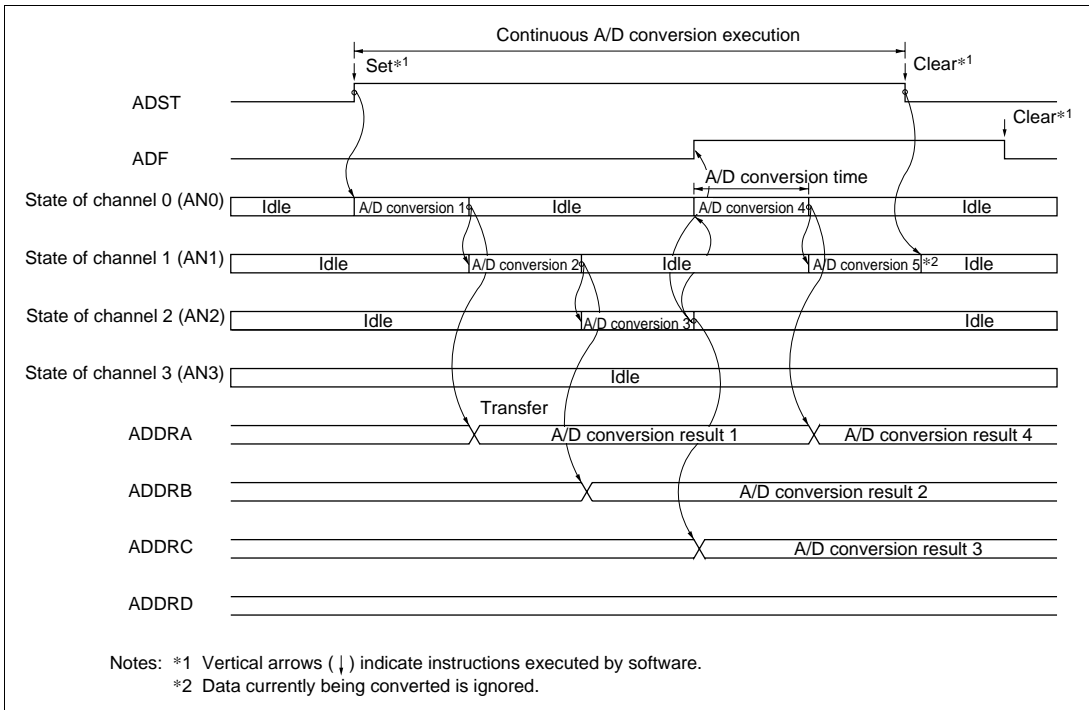 Continuous A/D conversion execution
Set*1
Clear*1
ADST
Clear*1
ADF
A/D conversion time
State of channel 0 (AN0)
Idle
A/D conversion 1
Idle
A/D conversion 4
Idle
State of channel 1 (AN1)
Idle
A/D conversion 2
Idle
A/D conversion 5
*2
Idle
State of channel 2 (AN2)
Idle
A/D conversion 3
Idle
State of channel 3 (AN3)
Idle
Transfer
ADDRA
A/D conversion result 1
A/D conversion result 4
ADDRB
A/D conversion result 2
ADDRC
A/D conversion result 3
ADDRD
Notes: *1 Vertical arrows (↓) indicate instructions executed by software.
*2 Data currently being converted is ignored.